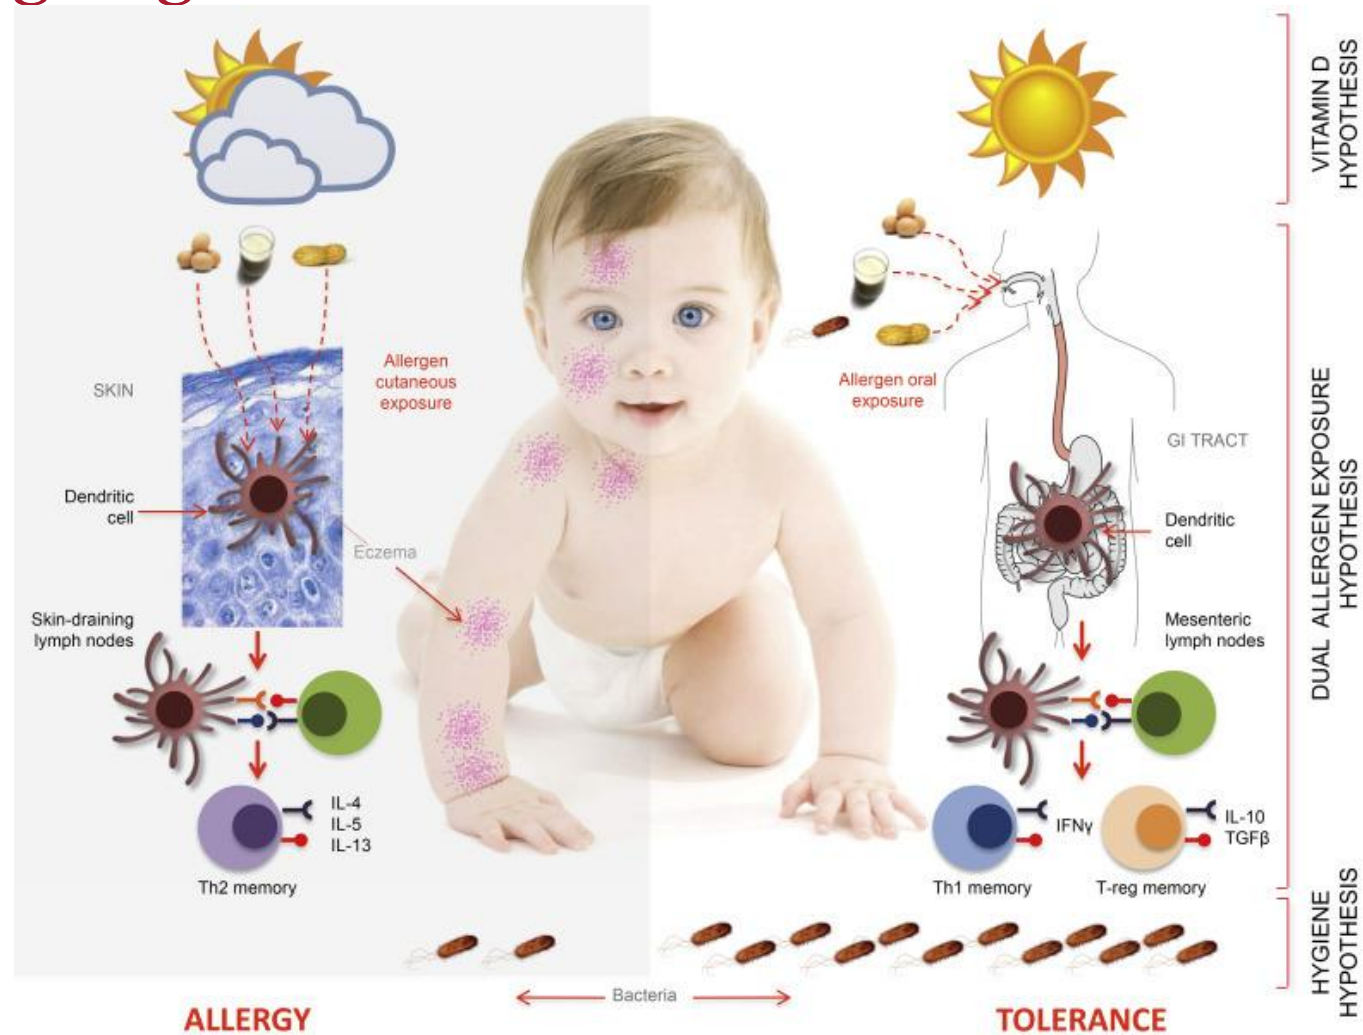 VITAMIN D
HYPOTHESIS
SKIN
Allergen
cutaneous
exposure
Dendritic
cell
Eczema
Skin-draining
lymph nodes
IL-4
IL-5
IL-13
Th2 memory
Allergen oral
exposure
GI TRACT
Dendritic
cell
Mesenteric
lymph nodes
IFNγ
IL-10
TGFβ
Th1 memory
T-reg memory
DUAL ALLERGEN EXPOSURE
HYPOTHESIS
HYGIENE
HYPOTHESIS
Bacteria
ALLERGY
TOLERANCE